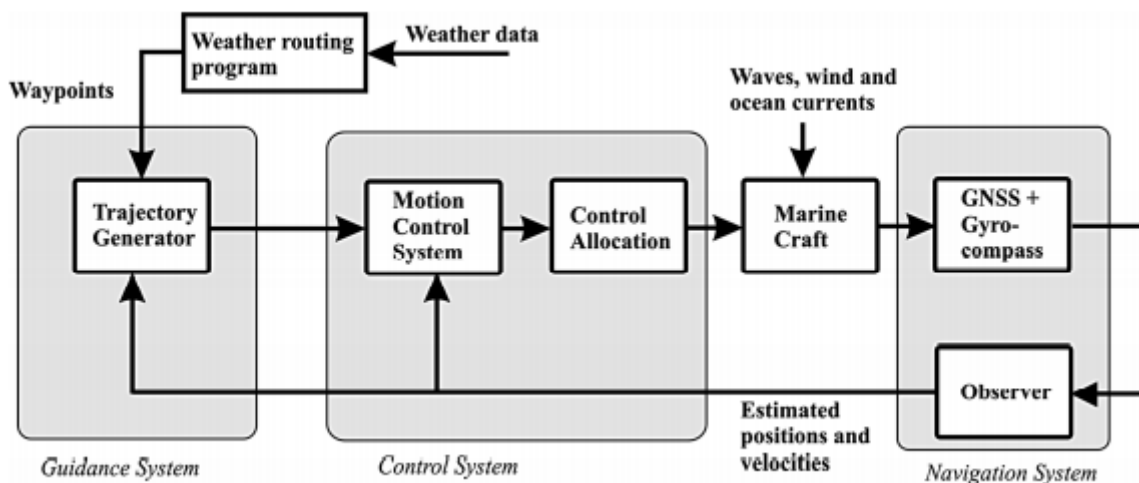 Weather routing
program
Weather data
Waypoints
Waves, wind and
ocean currents
Trajectory
Generator
Motion
Control
System
Control
Allocation
Marine
Craft
GNSS +
Gyro-
compass
Observer
Estimated
positions and
velocities
Guidance System
Control System
Navigation System